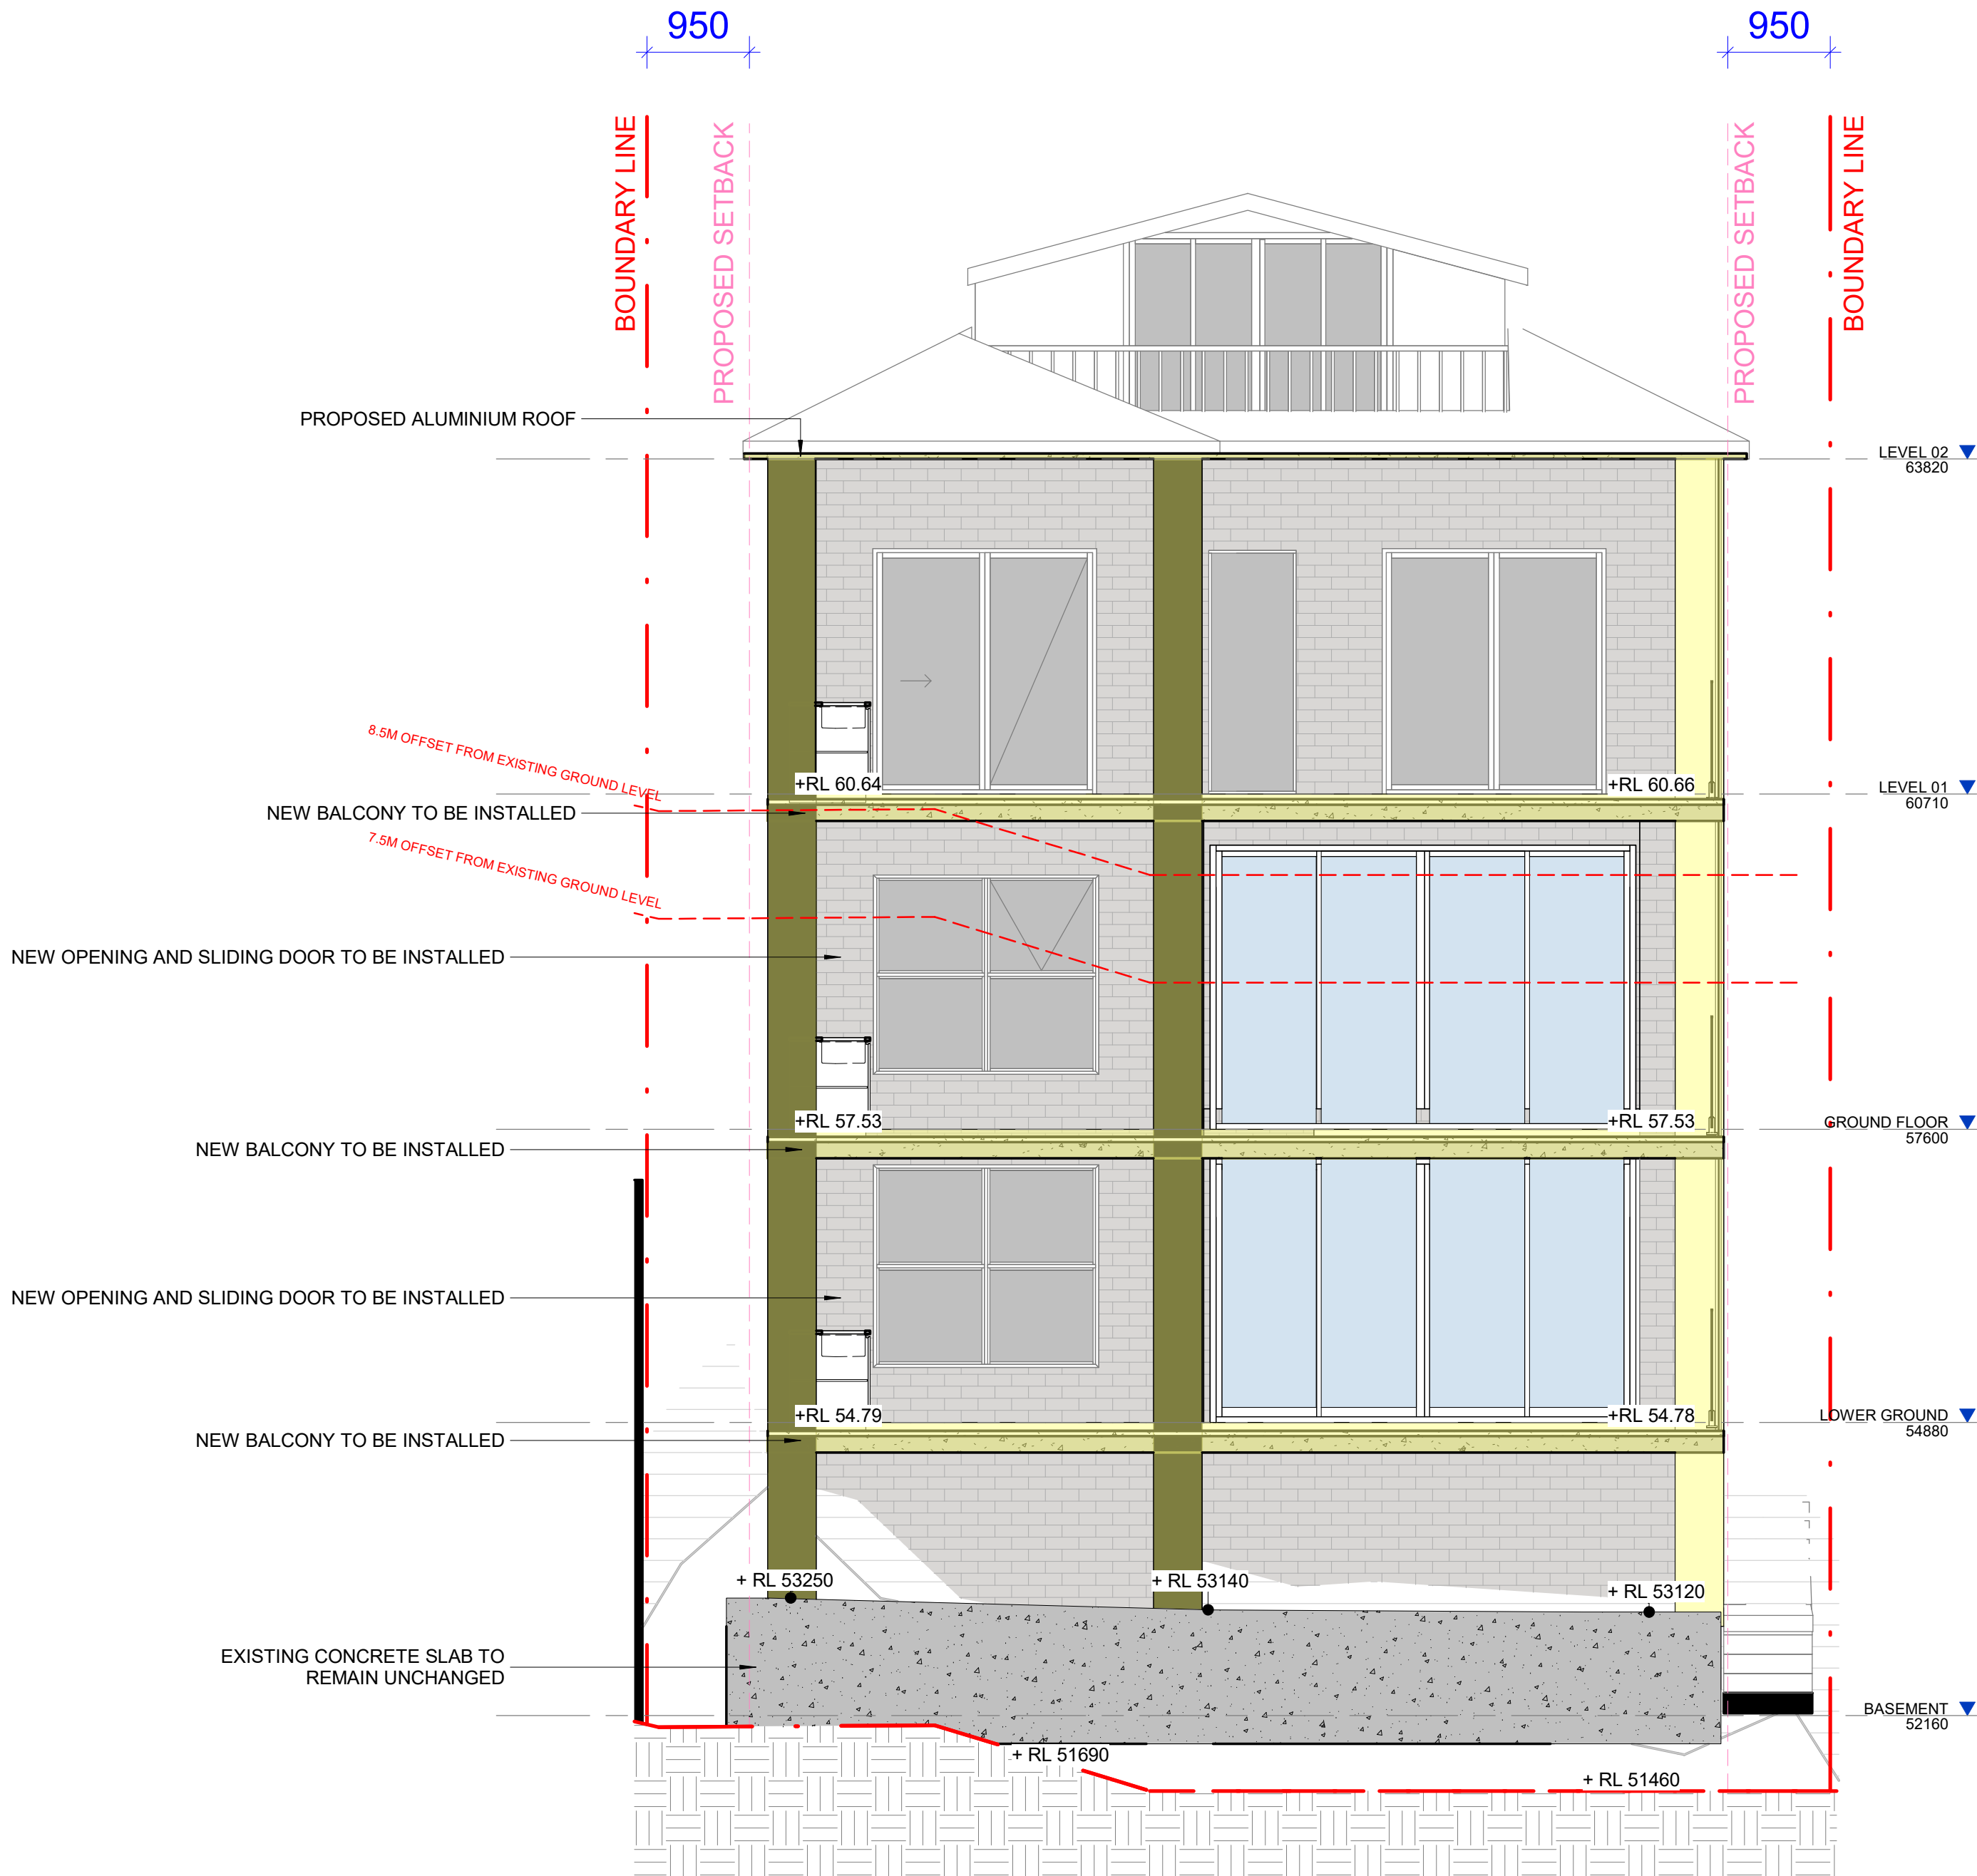 950
950
BOUNDARY LINE
PROPOSED SETBACK
PROPOSED SETBACK
BOUNDARY LINE
PROPOSED ALUMINIUM ROOF
LEVEL 02
63820
8.5M OFFSET FROM EXISTING GROUND LEVEL
+RL 60.64
+RL 60.66
LEVEL 01
60710
NEW BALCONY TO BE INSTALLED
7.5M OFFSET FROM EXISTING GROUND LEVEL
NEW OPENING AND SLIDING DOOR TO BE INSTALLED
+RL 57.53
+RL 57.53
GROUND FLOOR
57600
NEW BALCONY TO BE INSTALLED
NEW OPENING AND SLIDING DOOR TO BE INSTALLED
+RL 54.79
+RL 54.78
LOWER GROUND
54880
NEW BALCONY TO BE INSTALLED
+ RL 53250
+ RL 53140
+ RL 53120
EXISTING CONCRETE SLAB TO
REMAIN UNCHANGED
BASEMENT
52160
+ RL 51690
+ RL 51460